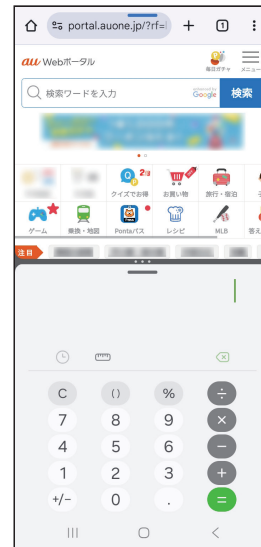 portal.auone.jp/?rf= 1
au Webポータル 毎日ガチャ メニュー
検索ワードを入力 Google 検索
クイズでお得 お買い物 旅行・宿泊
ゲーム 乗換・地図 Pontaパス レシピ MLB 答え
注目
C () % ÷
7 8 9 ×
4 5 6 −
1 2 3 +
+/− 0 . =